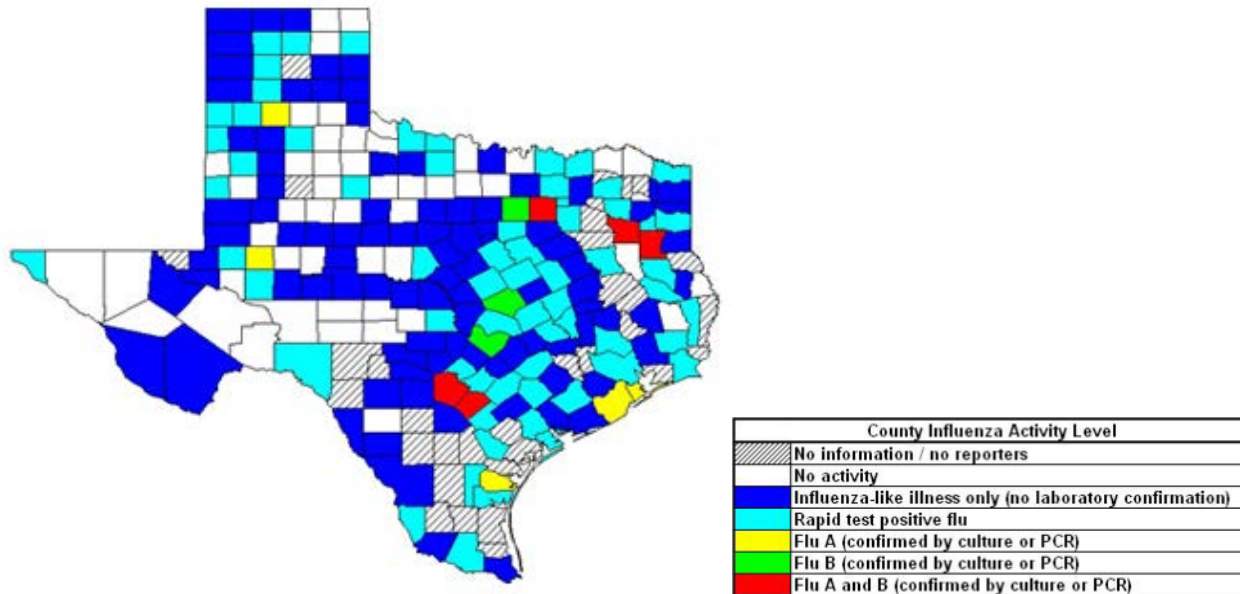 County Influenza Activity Level
No information / no reporters
No activity
Influenza-like illness only (no laboratory confirmation)
Rapid test positive flu
Flu A (confirmed by culture or PCR)
Flu B (confirmed by culture or PCR)
Flu A and B (confirmed by culture or PCR)